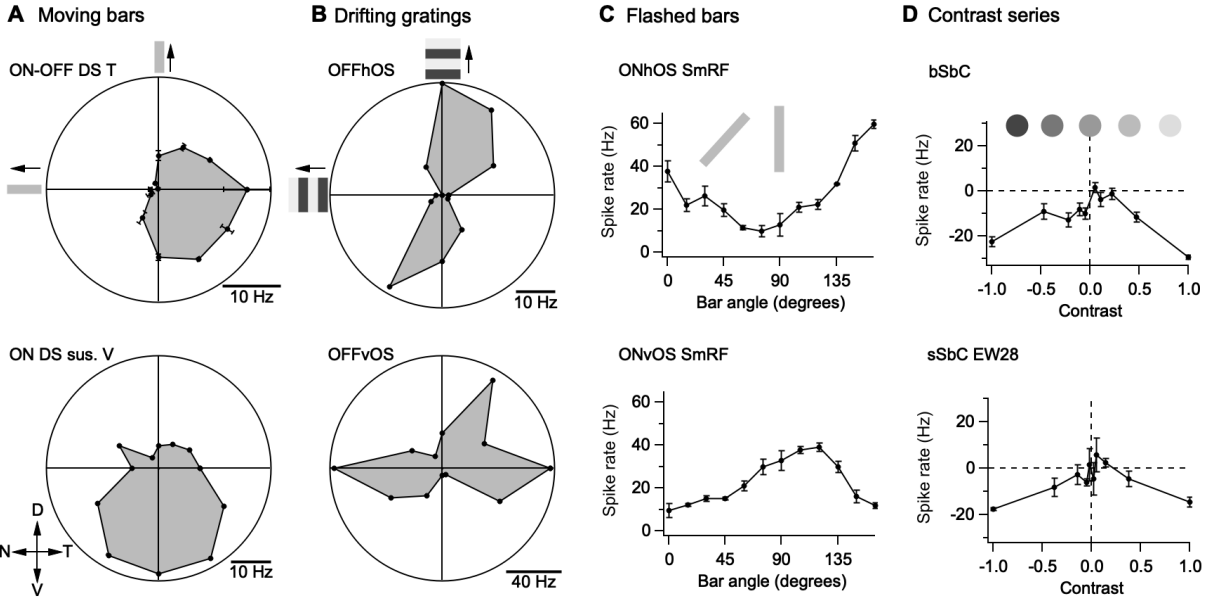 A Moving bars
B Drifting gratings
C Flashed bars
D Contrast series
ON-OFF DS T
10 Hz
OFFhOS
10 Hz
ONhOS SmRF
Spike rate (Hz)
60
40
20
0
0
45
90
135
Bar angle (degrees)
bSbC
Spike rate (Hz)
20
0
-20
-1.0
-0.5
0.0
0.5
1.0
Contrast
ON DS sus. V
D
N
T
V
10 Hz
OFFvOS
40 Hz
ONvOS SmRF
Spike rate (Hz)
60
40
20
0
0
45
90
135
Bar angle (degrees)
sSbC EW28
Spike rate (Hz)
20
0
-20
-1.0
-0.5
0.0
0.5
1.0
Contrast